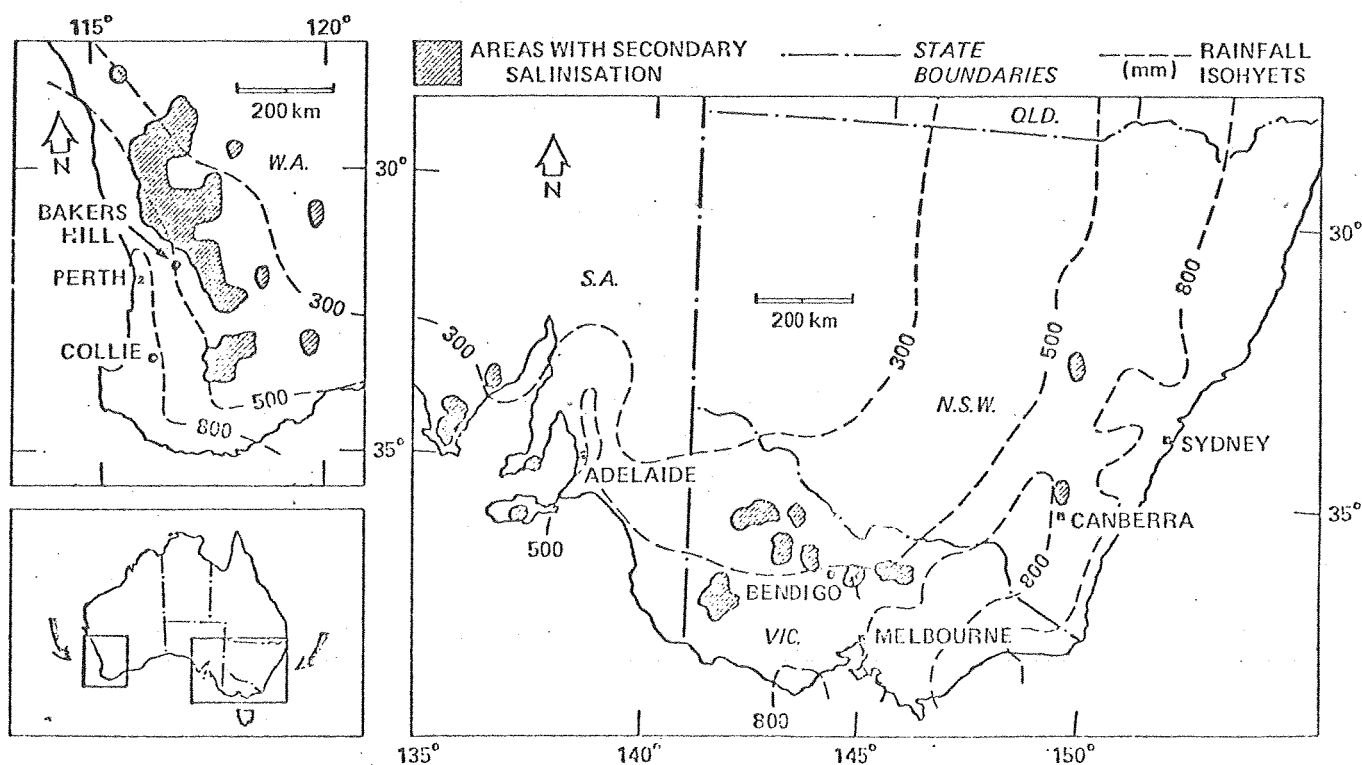 115° 120°
200 km
N
W.A.
BAKERS
HILL
PERTH
300
COLLIE
500
800
30°
35°
AREAS WITH SECONDARY
SALINISATION
STATE
BOUNDARIES
(mm)
RAINFALL
ISOHYETS
QLD.
N
S.A.
200 km
300
300
500
800
N.S.W.
30°
SYDNEY
ADELAIDE
CANBERRA
35°
500
BENDIGO
800
VIC.
MELBOURNE
800
135° 140° 145° 150°